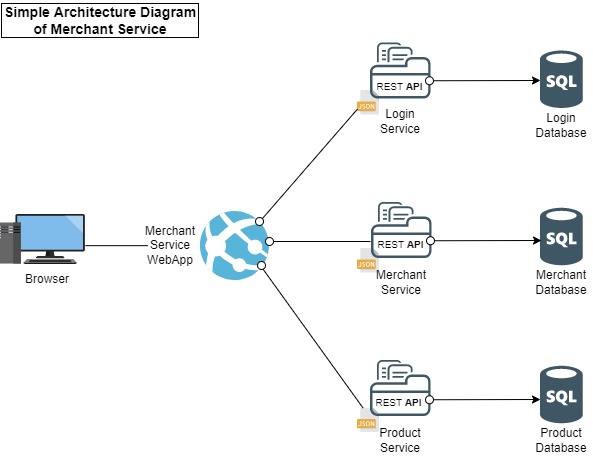 Simple Architecture Diagram
of Merchant Service
REST API
JSON
Login
Service
SQL
Login
Database
Browser
Merchant
Service
WebApp
REST API
JSON
Merchant
Service
SQL
Merchant
Database
REST API
JSON
Product
Service
SQL
Product
Database